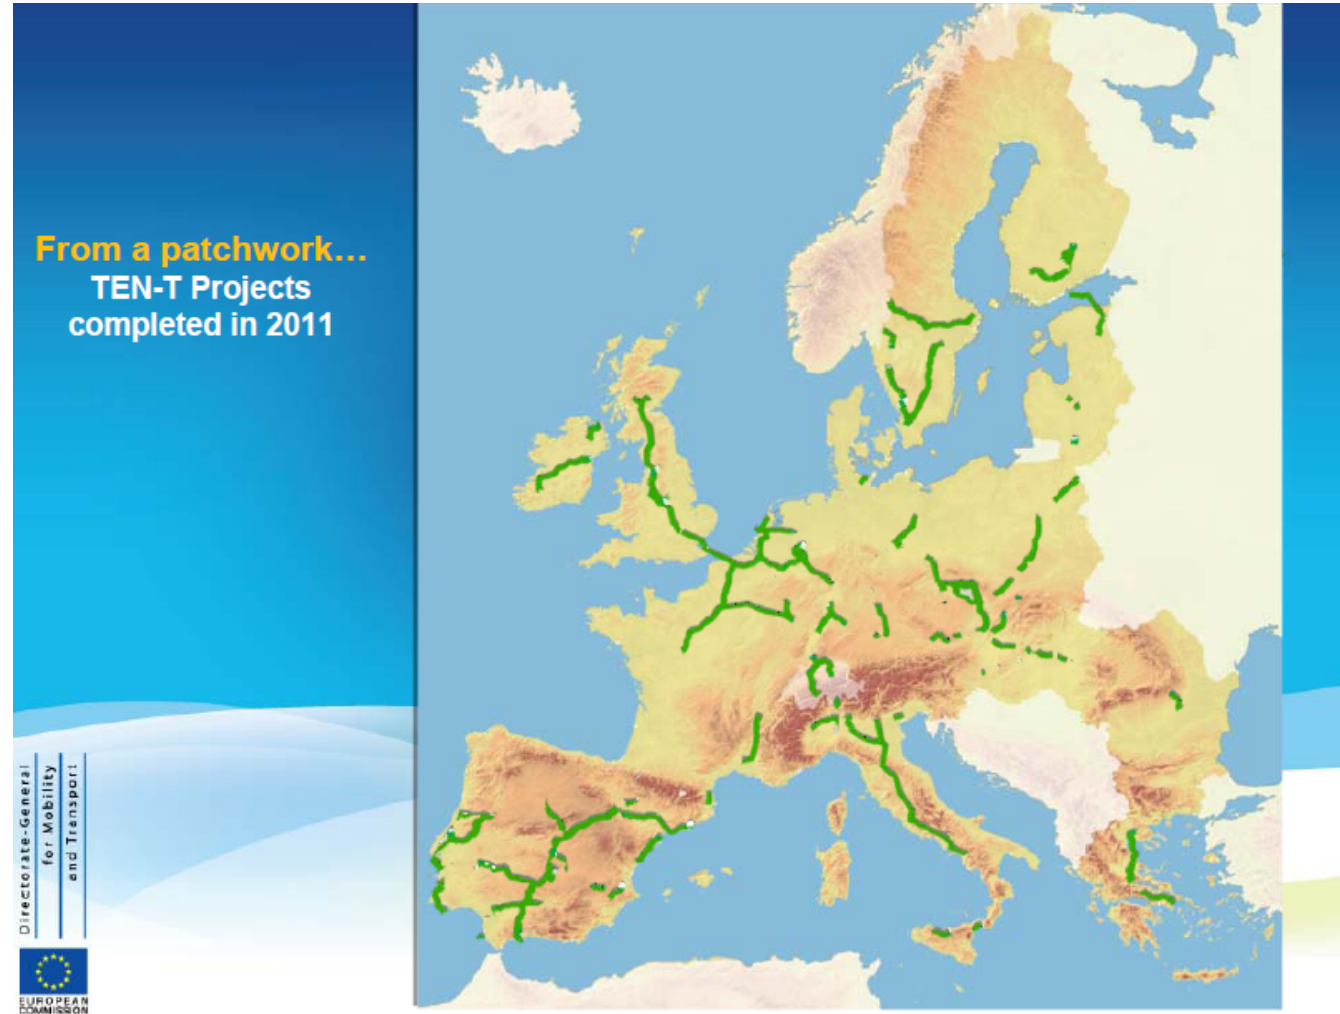 From a patchwork...
TEN-T Projects
completed in 2011
Directorate-General
for Mobility
and Transport
EUROPEAN
COMMISSION